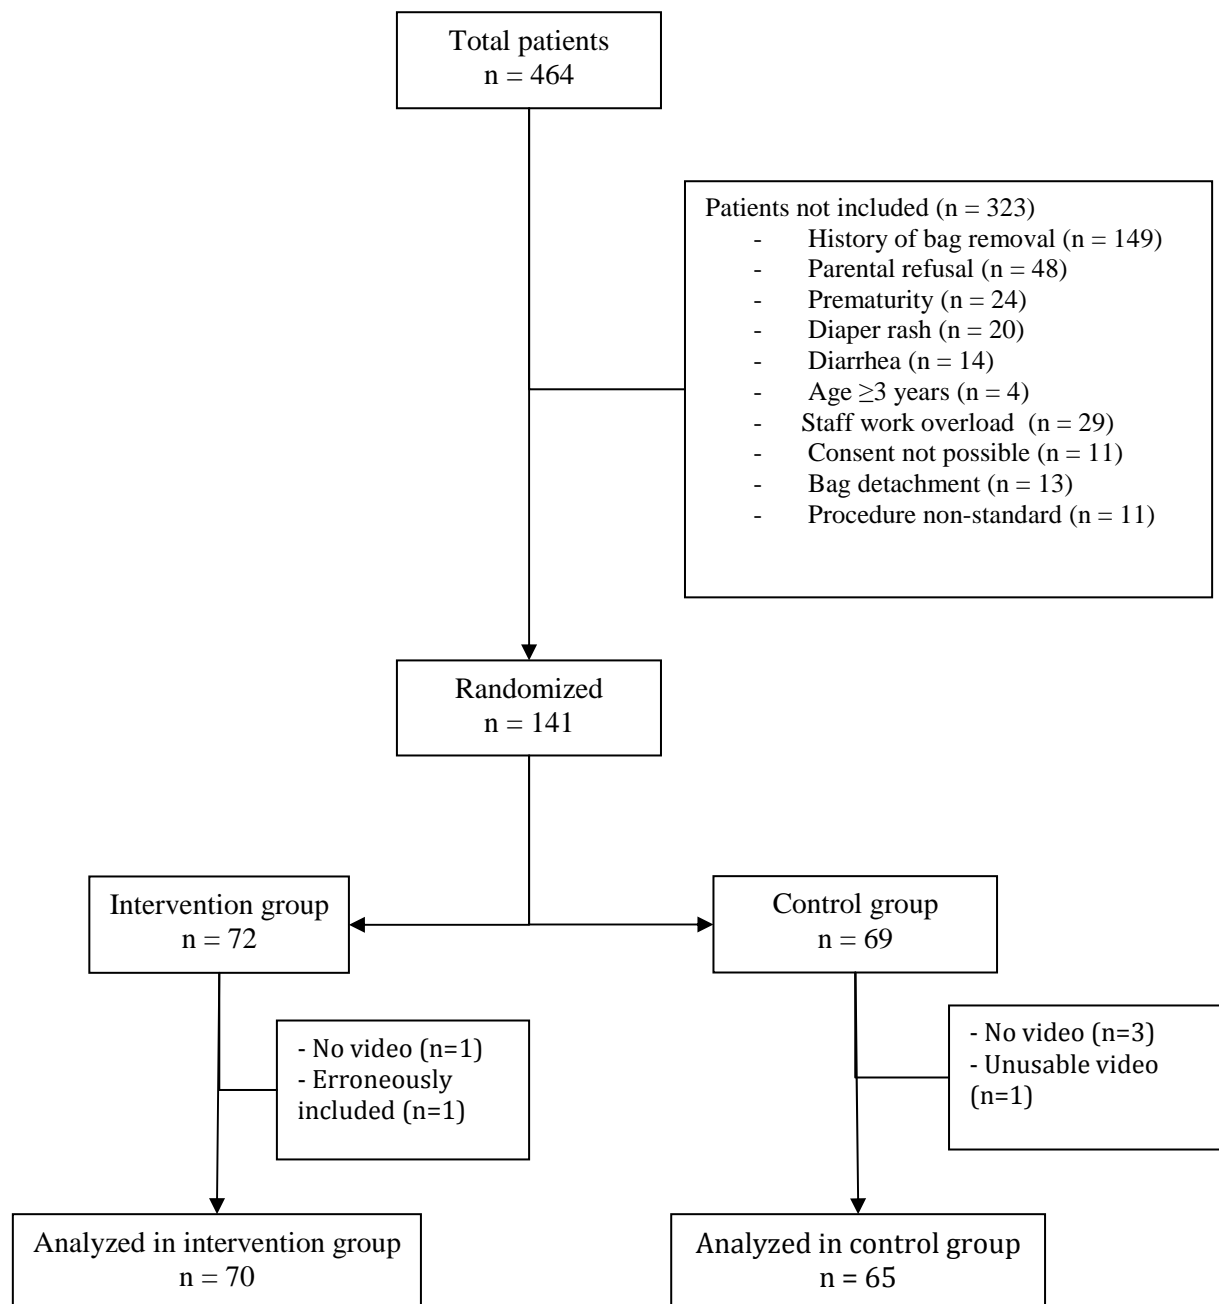 Total patients
n = 464
Patients not included (n = 323)
- History of bag removal (n = 149)
- Parental refusal (n = 48)
- Prematurity (n = 24)
- Diaper rash (n = 20)
- Diarrhea (n = 14)
- Age ≥3 years (n = 4)
- Staff work overload (n = 29)
- Consent not possible (n = 11)
- Bag detachment (n = 13)
- Procedure non-standard (n = 11)
Randomized
n = 141
Intervention group
n = 72
Control group
n = 69
- No video (n=1)
- Erroneously
included (n=1)
- No video (n=3)
- Unusable video
(n=1)
Analyzed in intervention group
n = 70
Analyzed in control group
n = 65